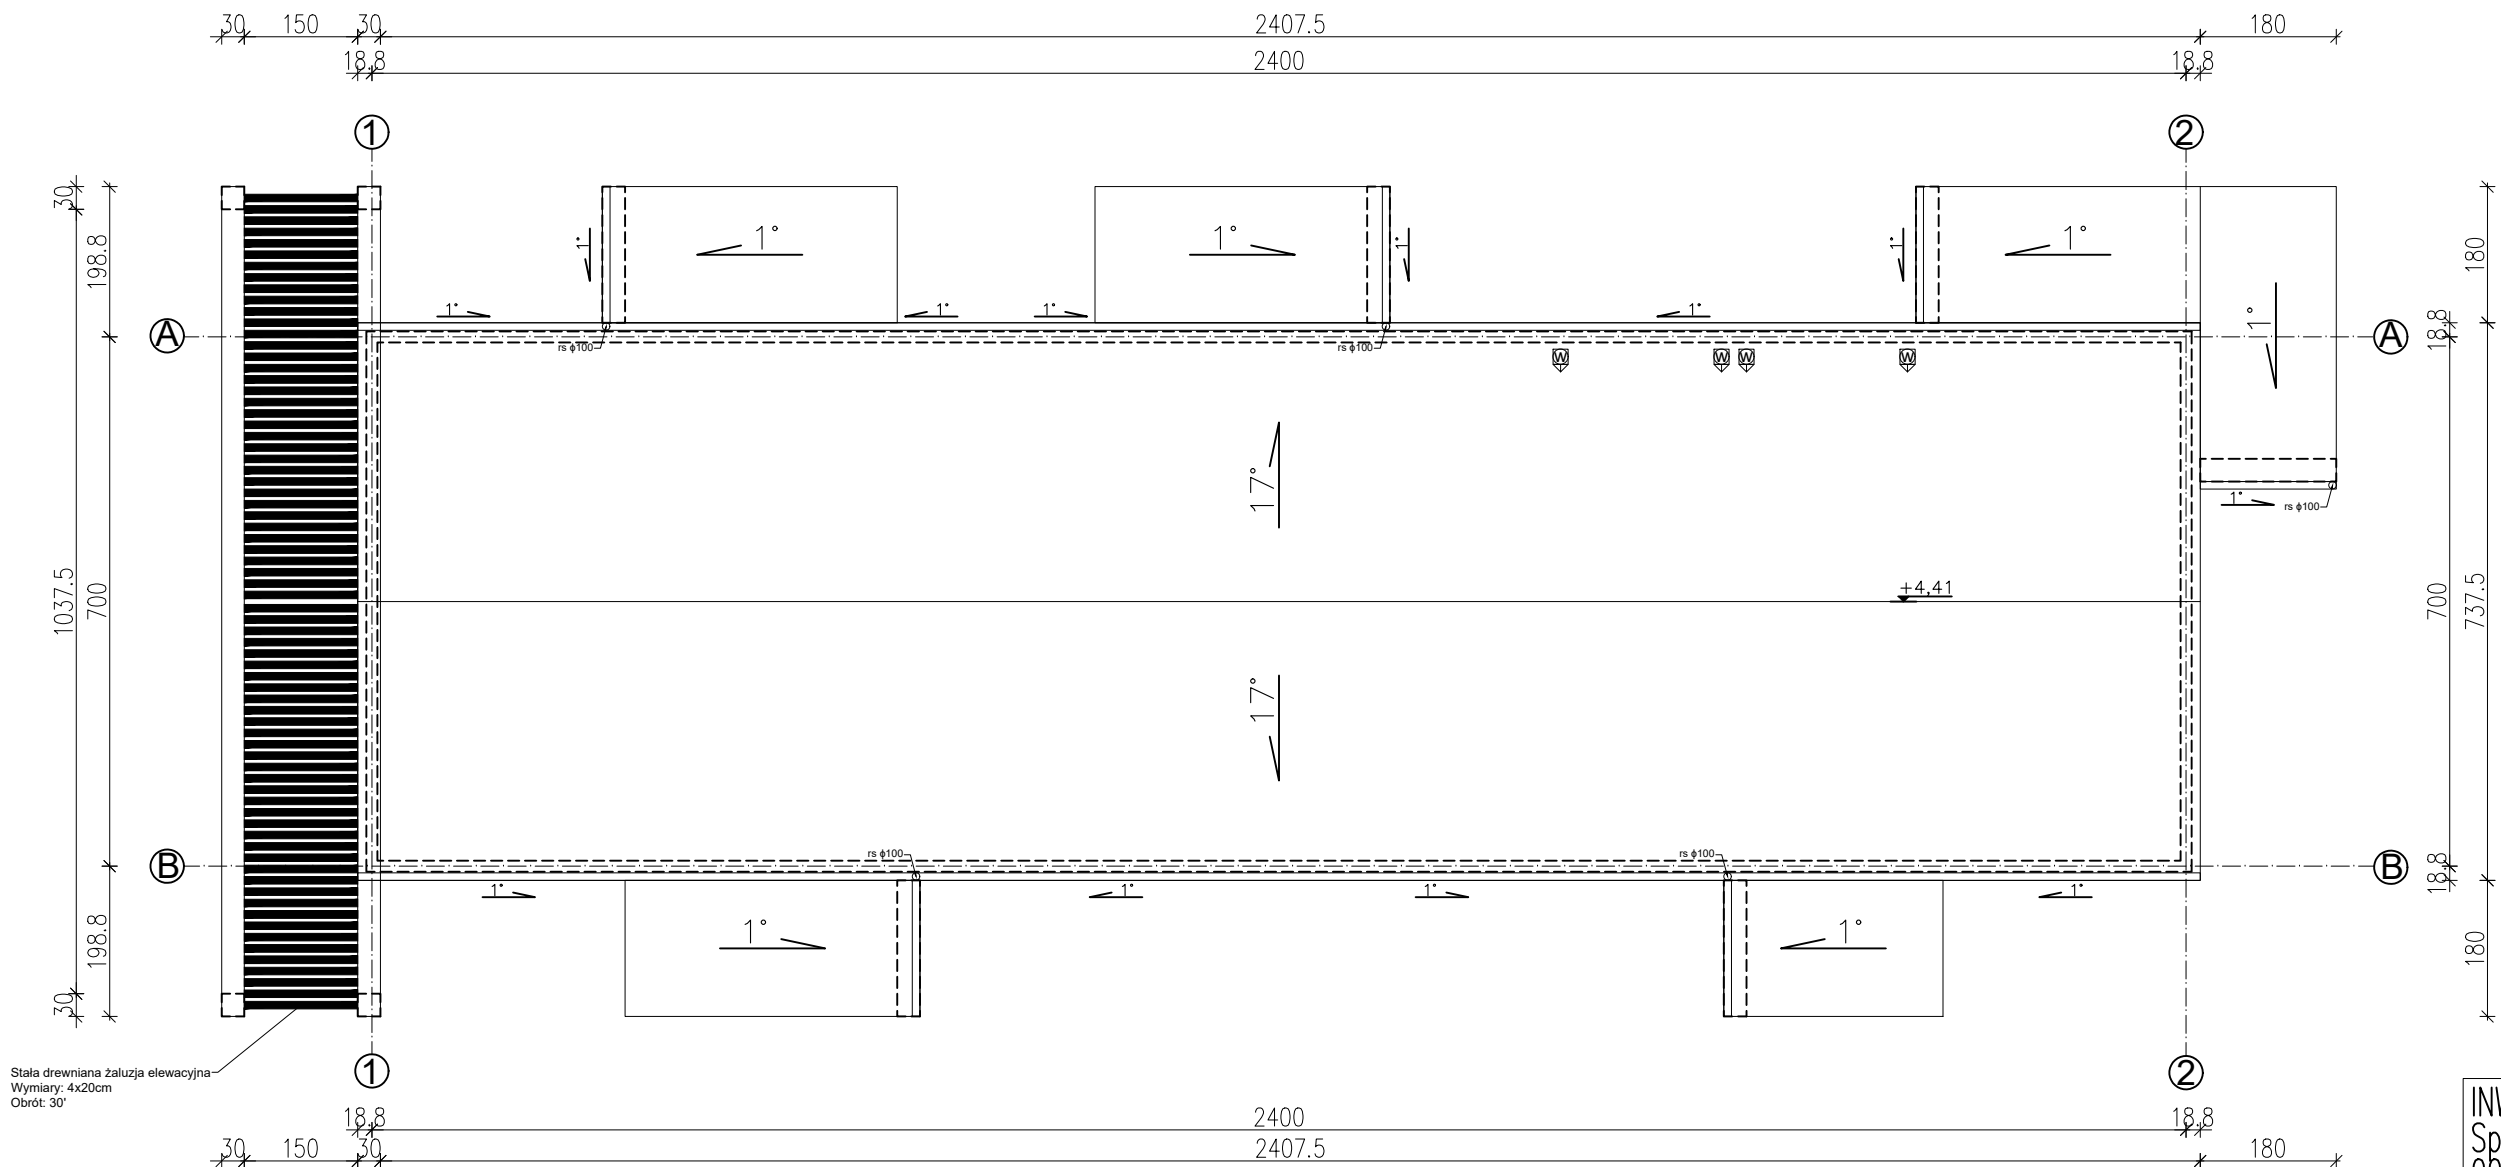 30 150 30 2407.5 180
18.8 2400 18.8
1 2
30 198.8 1037.5 700 198.8 30
180 18.8 700 737.5 18.8 180
1° 1° 1° 1° 1° 1°
1° 1° 1° 1° 1°
A A
rs ϕ100 rs ϕ100
W W W W
17°
1° rs ϕ100
+4,41
17°
rs ϕ100 rs ϕ100
B B
1° 1° 1° 1°
1° 1°
Stała drewniana żaluzja elewacyjna
Wymiary: 4x20cm
Obrót: 30'
1 2
18.8 2400 18.8
30 150 30 2407.5 180